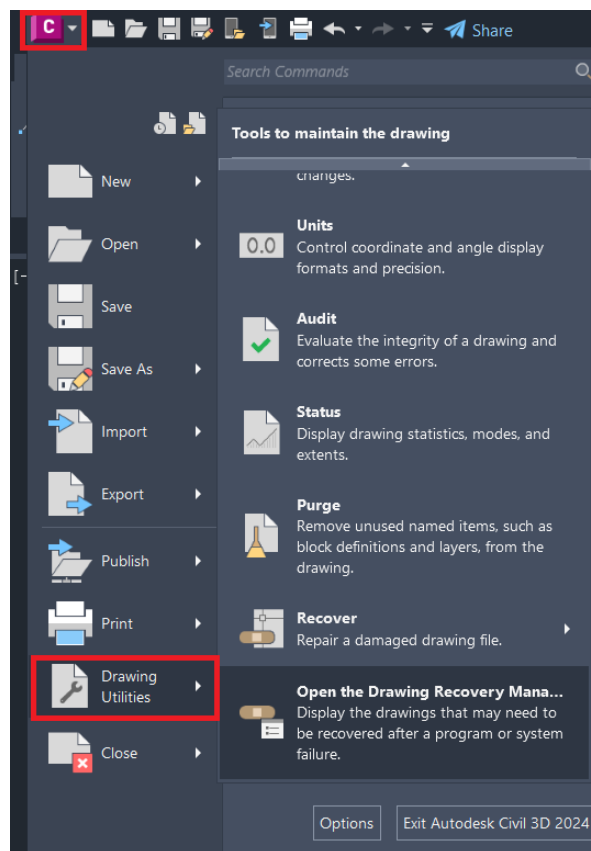 C
Share
Search Commands
Tools to maintain the drawing
changes.
New
Open
Save
Save As
Import
Export
Publish
Print
Drawing
Utilities
Close
0.0
Units
Control coordinate and angle display
formats and precision.
Audit
Evaluate the integrity of a drawing and
corrects some errors.
Status
Display drawing statistics, modes, and
extents.
Purge
Remove unused named items, such as
block definitions and layers, from the
drawing.
Recover
Repair a damaged drawing file.
Open the Drawing Recovery Mana...
Display the drawings that may need to
be recovered after a program or system
failure.
[-
Options
Exit Autodesk Civil 3D 2024